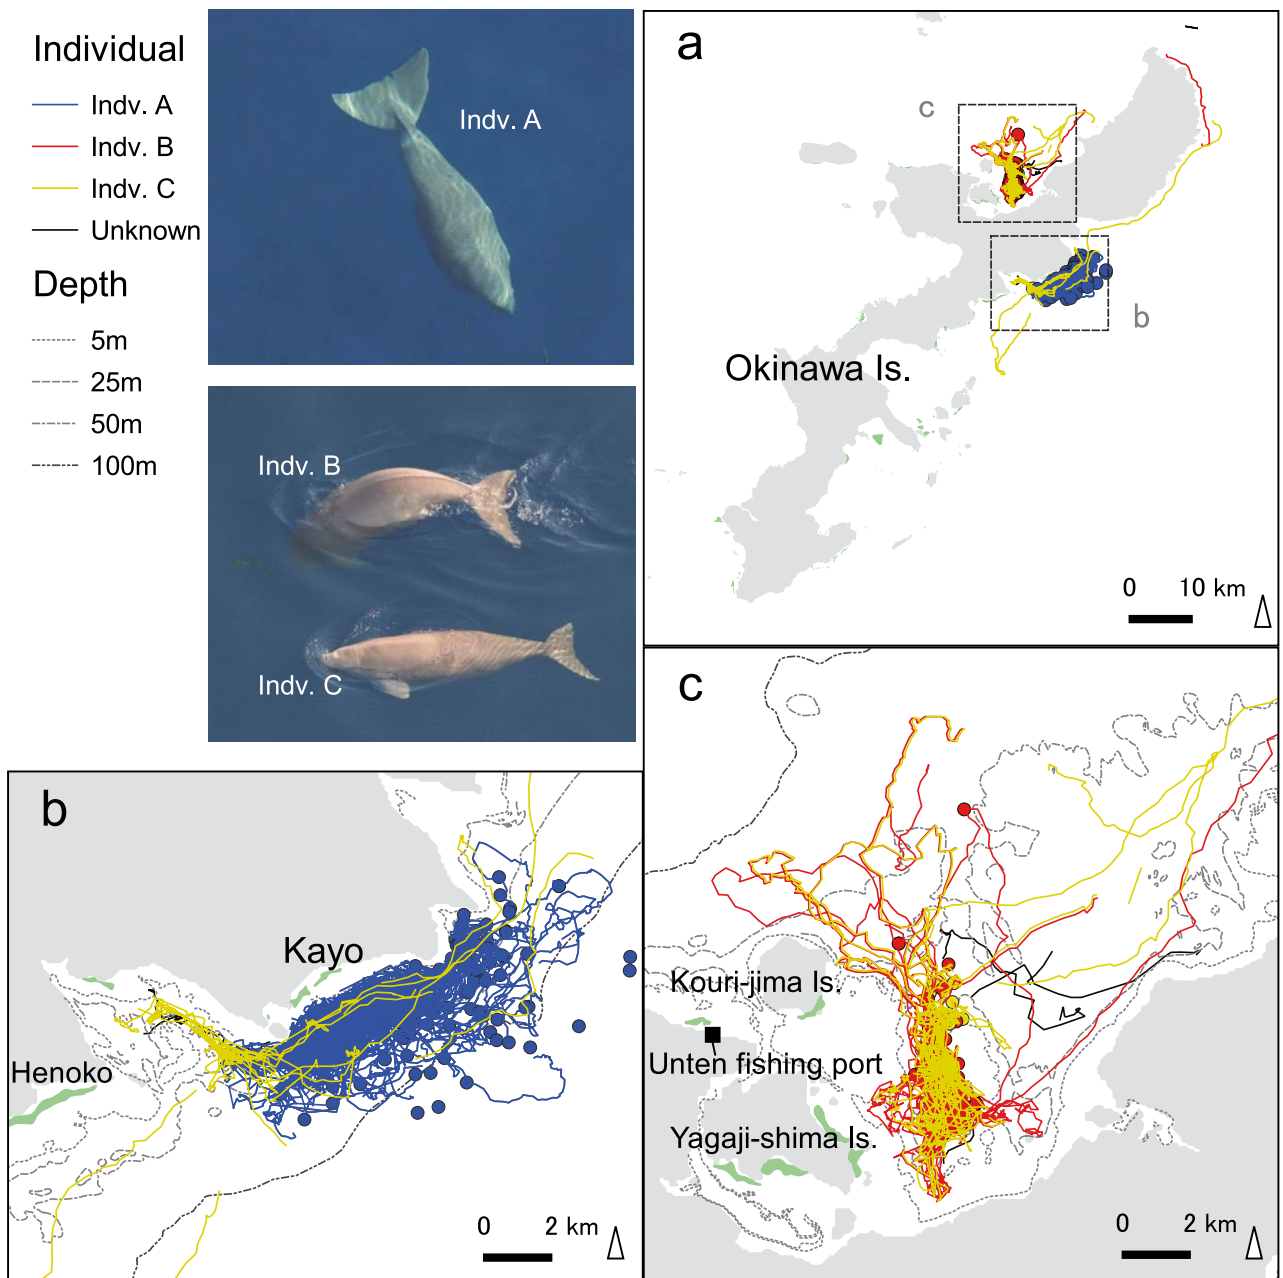 Individual
Indv. A
Indv. B
Indv. C
Unknown
Depth
5m
25m
50m
100m
Indv. A
Indv. B
Indv. C
a
c
b
Okinawa Is.
0 10 km
b
Kayo
Henoko
0 2 km
c
Kouri-jima Is.
Unten fishing port
Yagaji-shima Is.
0 2 km